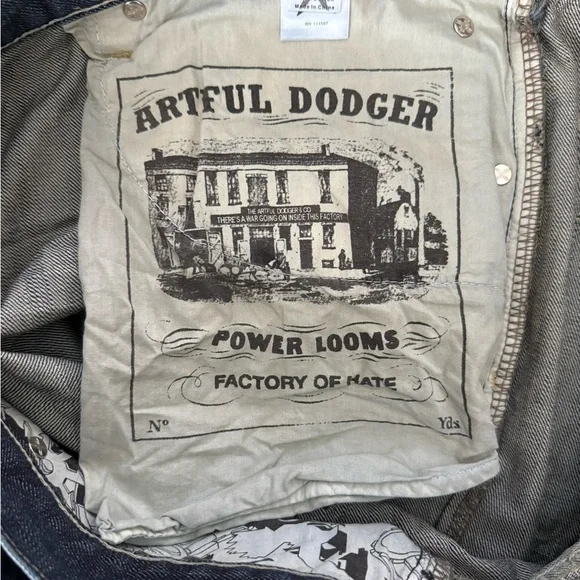 Made in China
ARTFUL DODGER
THE ARTFUL DODGER & CO
THERE'S A WAR GOING ON INSIDE THIS FACTORY
POWER LOOMS
FACTORY OF HATE
Nº
Yds